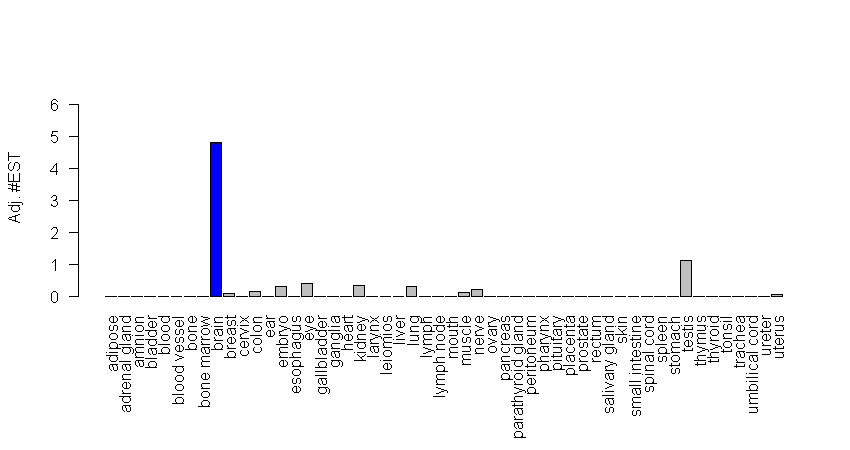 Adj. #EST
6
5
4
3
2
1
0
adipose
adrenal gland
amnion
bladder
blood
blood vessel
bone
bone marrow
brain
breast
cervix
colon
ear
embryo
esophagus
eye
gallbladder
ganglia
heart
kidney
larynx
leiomios
liver
lung
lymph
lymph node
mouth
muscle
nerve
ovary
pancreas
parathyroid gland
peritoneum
pharynx
pituitary
placenta
prostate
rectum
salivary gland
skin
small intestine
spinal cord
spleen
stomach
testis
thymus
thyroid
tonsil
trachea
umbilical cord
ureter
uterus